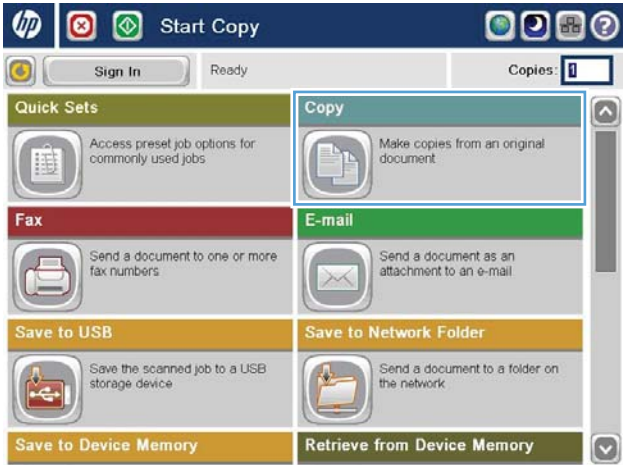 hp Start Copy
Sign In Ready Copies: 1
Quick Sets
Access preset job options for
commonly used jobs
Copy
Make copies from an original
document
Fax
Send a document to one or more
fax numbers
E-mail
Send a document as an
attachment to an e-mail
Save to USB
Save the scanned job to a USB
storage device
Save to Network Folder
Send a document to a folder on
the network
Save to Device Memory
Retrieve from Device Memory